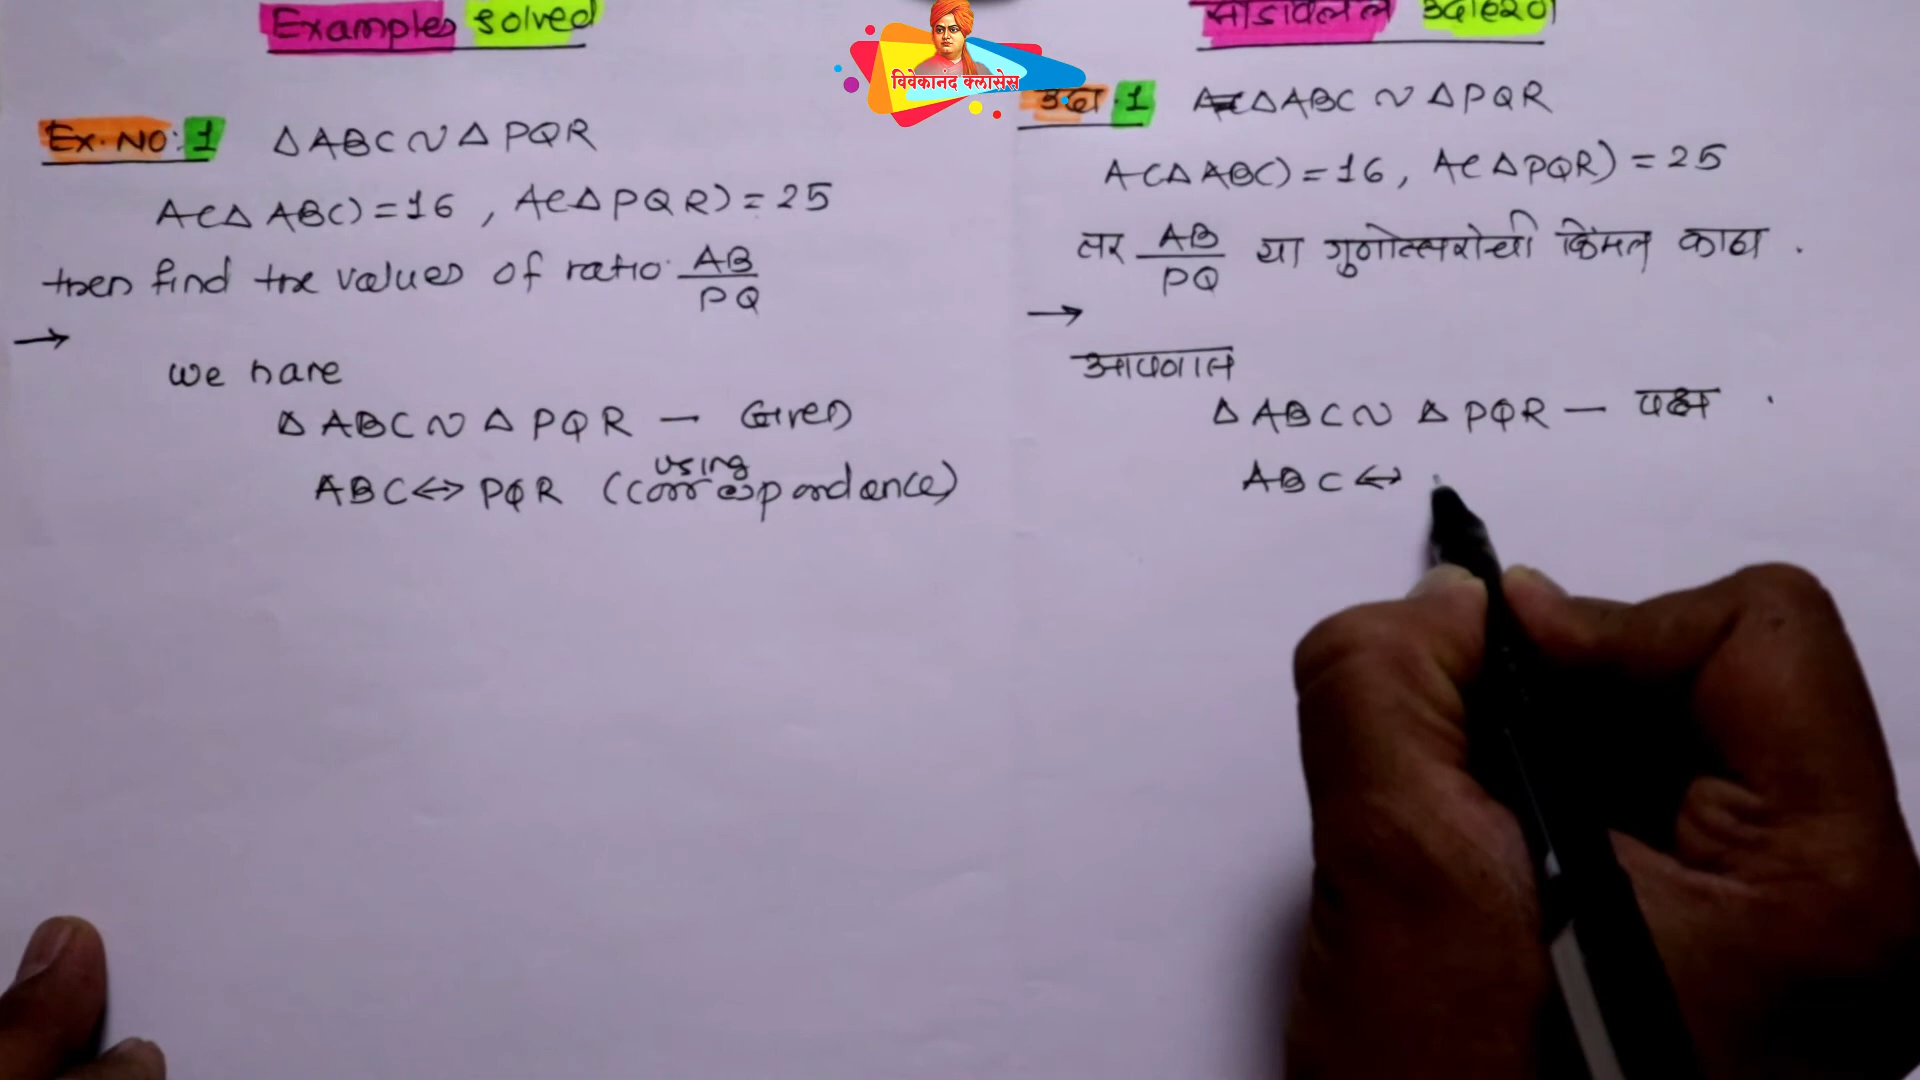 Examples solved
Ex. NO: 1 Δ ABC ~ Δ PQR
A(Δ ABC) = 16 , A(Δ PQR) = 25
then find the values of ratio AB
PQ
→
we have
Δ ABC ~ Δ PQR — Given
using
ABC ↔ PQR (correspondence)
विवेकानंद क्लासेस
सोडविलेले उदाहरण
उदा. 1 Δ ABC ~ Δ PQR
A(Δ ABC) = 16 , A(Δ PQR) = 25
तर AB या गुणोत्तराची किंमत काढा .
PQ
→
Δ ABC ~ Δ PQR — पक्ष .
ABC ↔